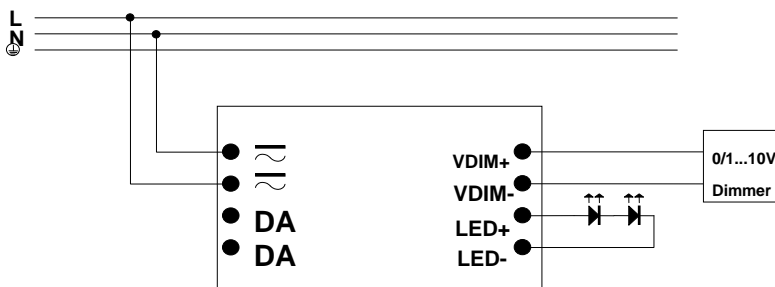 L
N
VDIM+
VDIM-
DA
LED+
DA
LED-
0/1...10V
Dimmer